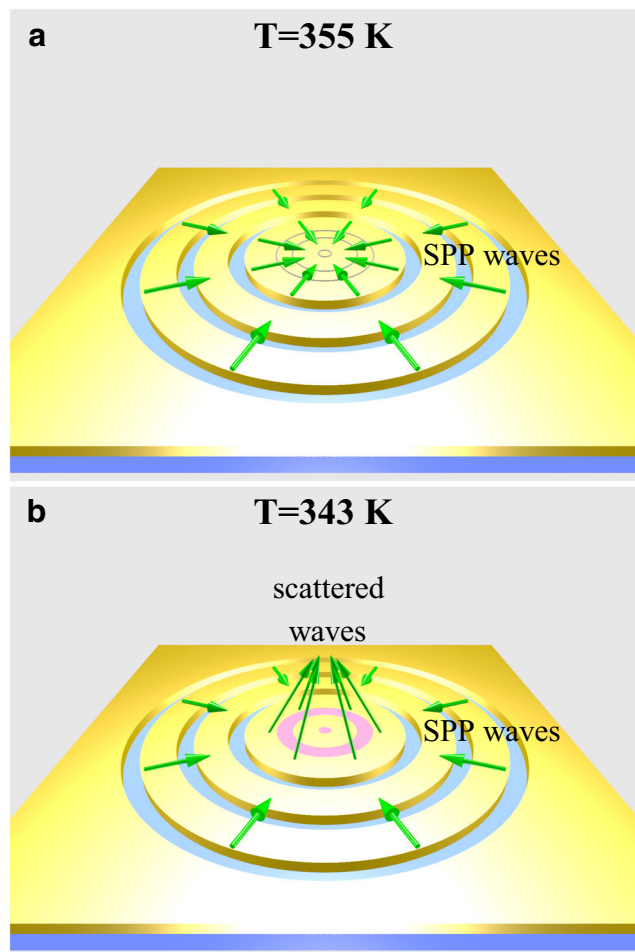 a
T=355 K
SPP waves
b
T=343 K
scattered
waves
SPP waves